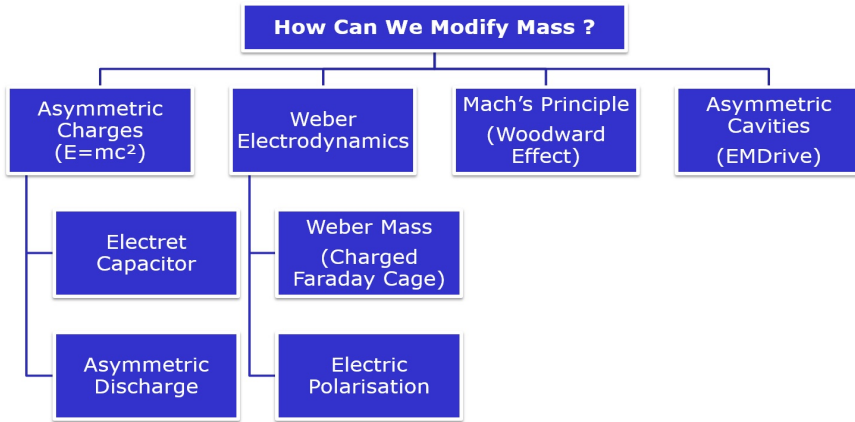 How Can We Modify Mass ?
Asymmetric
Charges
(E=mc²)
Weber
Electrodynamics
Mach’s Principle
(Woodward
Effect)
Asymmetric
Cavities
(EMDrive)
Electret
Capacitor
Weber Mass
(Charged
Faraday Cage)
Asymmetric
Discharge
Electric
Polarisation